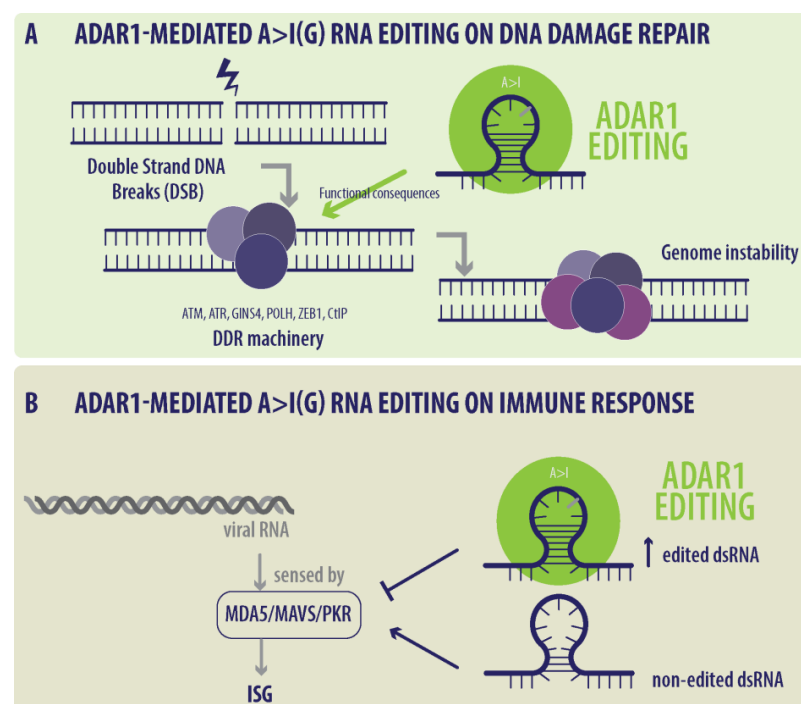 A ADAR1-MEDIATED A>I(G) RNA EDITING ON DNA DAMAGE REPAIR
A>I
ADAR1
EDITING
Double Strand DNA
Breaks (DSB)
Functional consequences
Genome instability
ATM, ATR, GINS4, POLH, ZEB1, CtIP
DDR machinery
B ADAR1-MEDIATED A>I(G) RNA EDITING ON IMMUNE RESPONSE
A>I
ADAR1
EDITING
viral RNA
edited dsRNA
sensed by
MDA5/MAVS/PKR
non-edited dsRNA
ISG